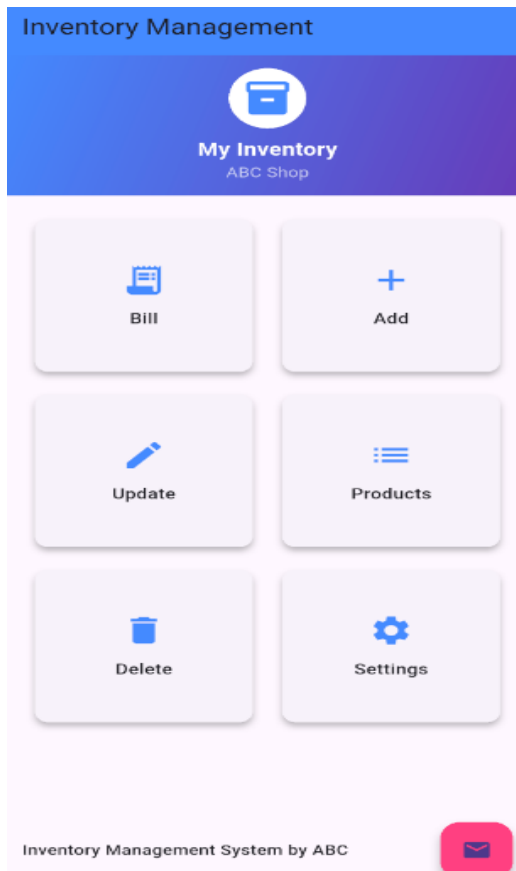 Inventory Management
My Inventory
ABC Shop
Bill
Add
Update
Products
Delete
Settings
Inventory Management System by ABC